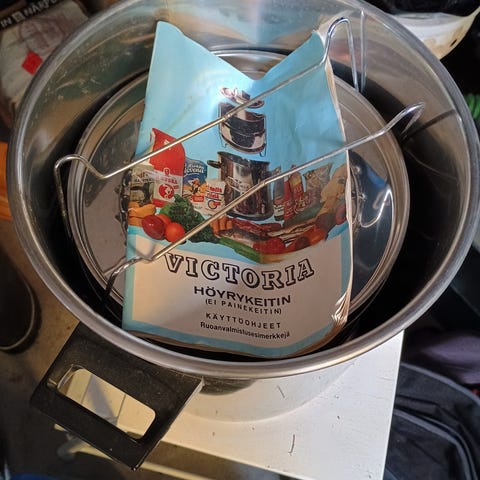 VICTORIA
HÖYRYKEITIN
(EI PAINEKEITIN)
KÄYTTÖOHJEET
Ruoanvalmistusesimerkkejä